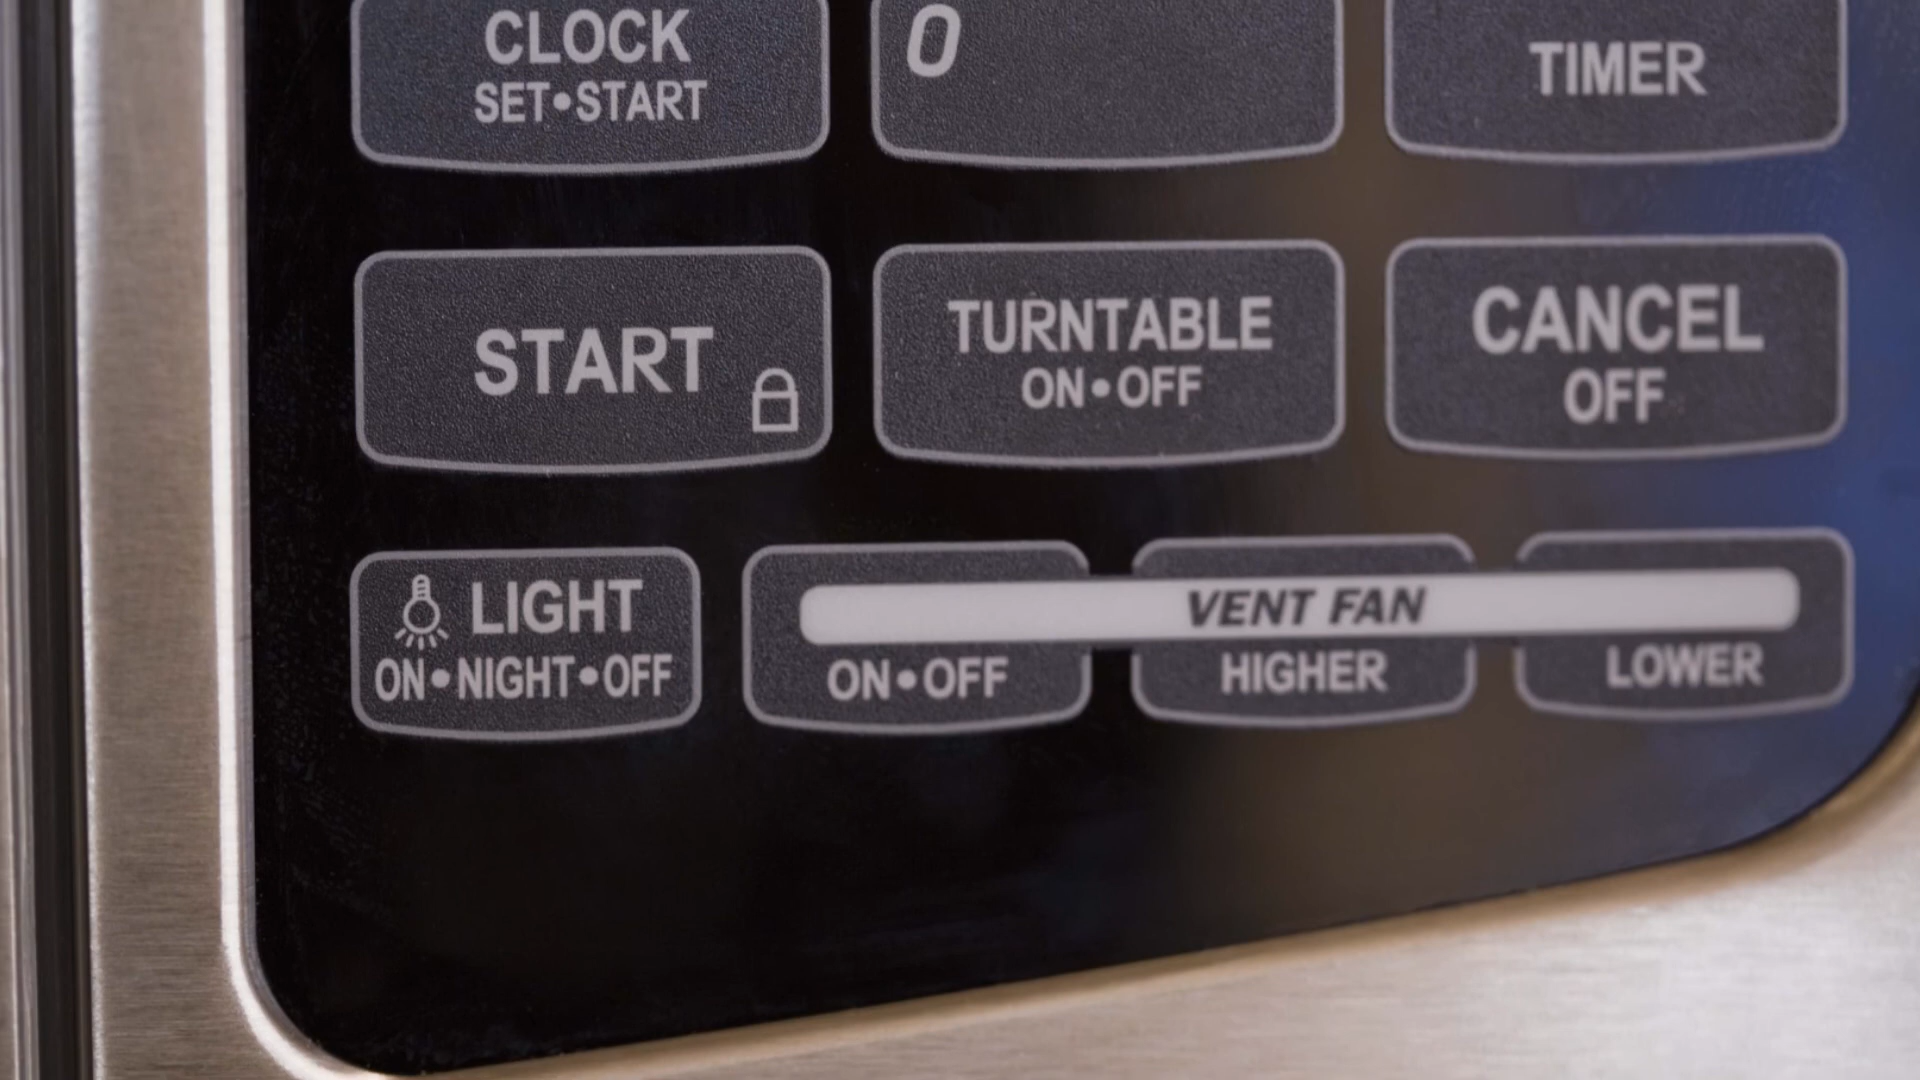 CLOCK
SET•START
0
TIMER
START
TURNTABLE
ON•OFF
CANCEL
OFF
LIGHT
ON•NIGHT•OFF
VENT FAN
ON•OFF
HIGHER
LOWER